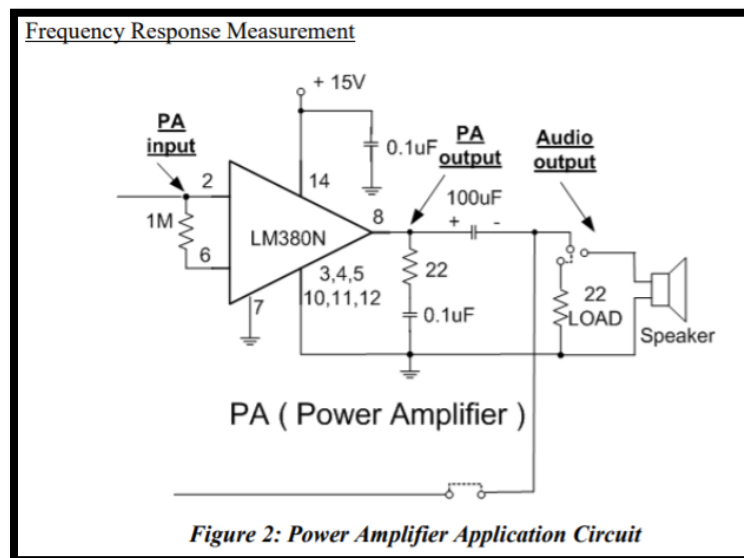 Frequency Response Measurement
+ 15V
PA
input
0.1uF
PA
output
Audio
output
2
14
100uF
1M
8
+ -
LM380N
6
3,4,5
10,11,12
22
7
0.1uF
22
LOAD
Speaker
PA ( Power Amplifier )
Figure 2: Power Amplifier Application Circuit